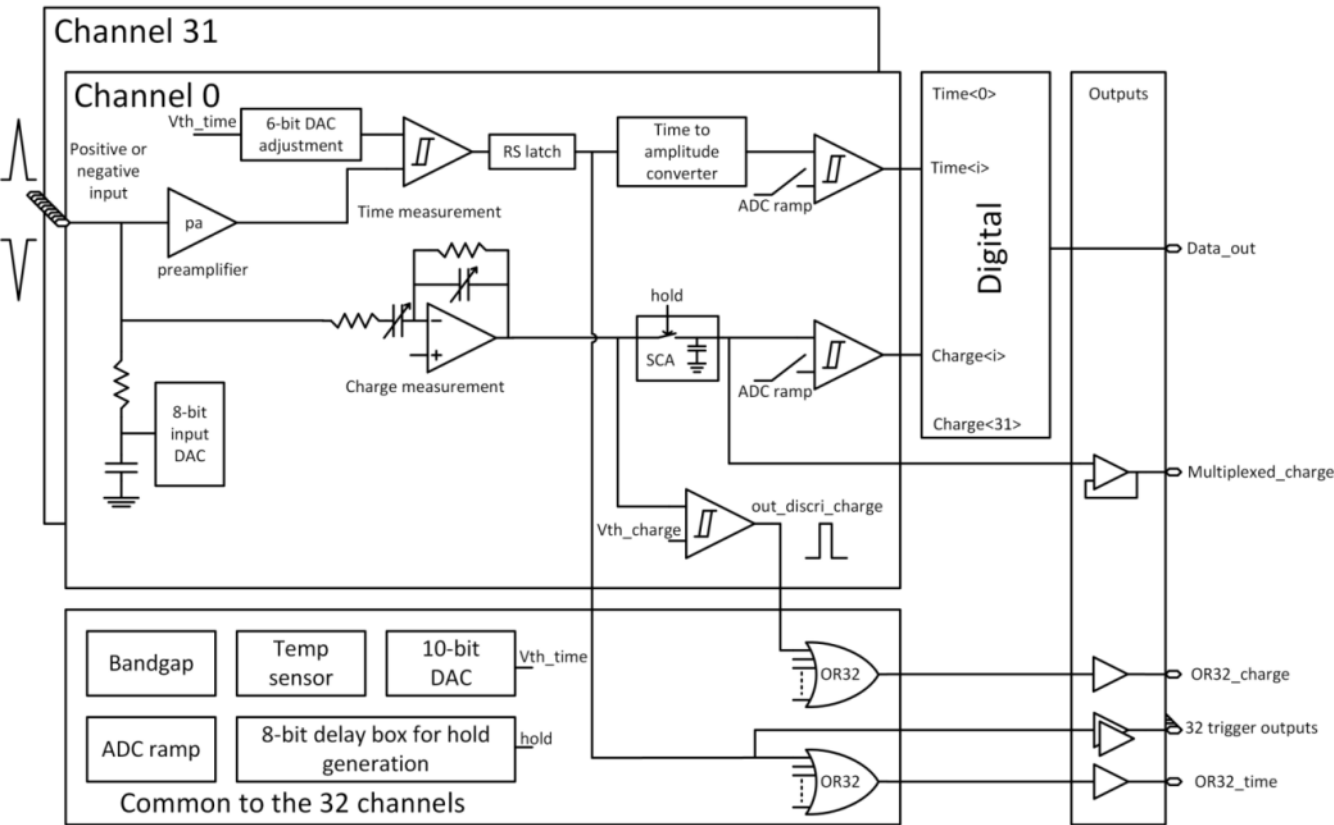 Channel 31
Channel 0
Vth_time
6-bit DAC
adjustment
Positive or
negative
input
pa
preamplifier
Time measurement
RS latch
Time to
amplitude
converter
ADC ramp
Time<0>
Time<i>
Digital
Charge<i>
Charge<31>
Outputs
Data_out
hold
SCA
ADC ramp
Charge measurement
8-bit
input
DAC
Multiplexed_charge
out_discri_charge
Vth_charge
Bandgap
Temp
sensor
10-bit
DAC
Vth_time
ADC ramp
8-bit delay box for hold
generation
hold
Common to the 32 channels
OR32
OR32
OR32_charge
32 trigger outputs
OR32_time